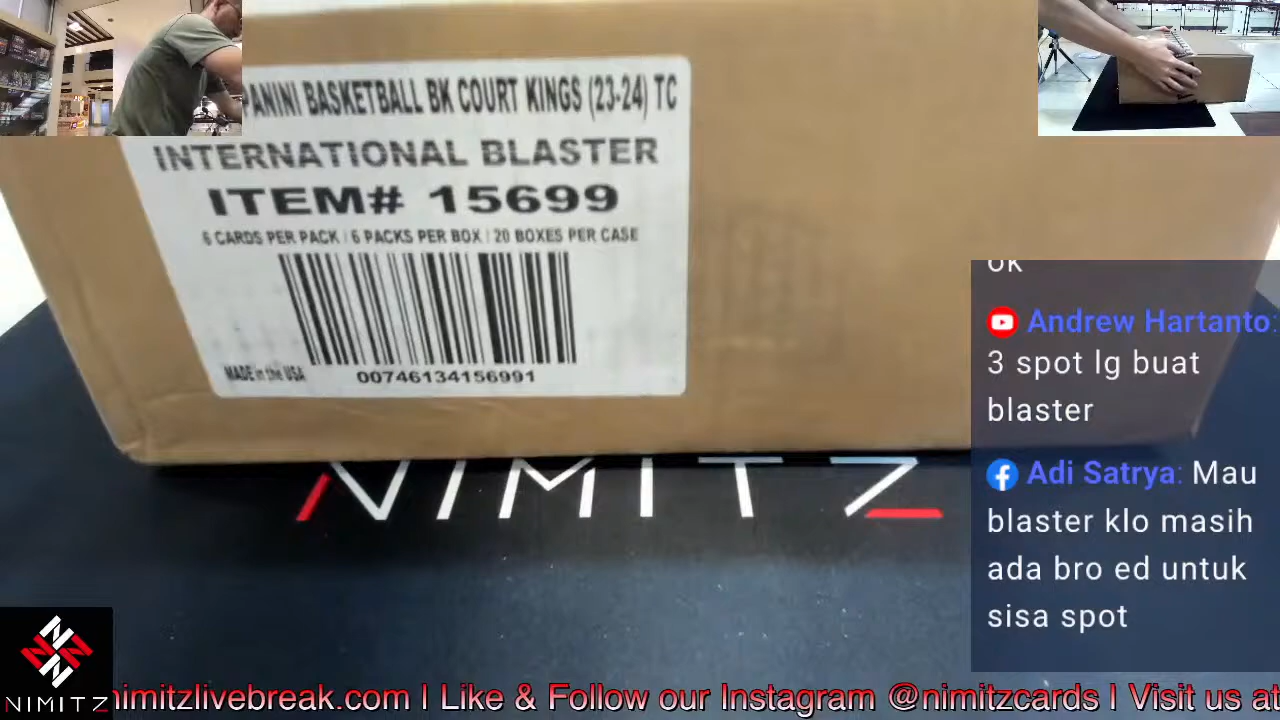 PANINI BASKETBALL BK COURT KINGS (23-24) TC
INTERNATIONAL BLASTER
ITEM# 15699
6 CARDS PER PACK / 6 PACKS PER BOX / 20 BOXES PER CASE
MADE in the USA
00746134156991
NIMITZ
ok
Andrew Hartanto
3 spot lg buat
blaster
Adi Satrya: Mau
blaster klo masih
ada bro ed untuk
sisa spot
NIMITZ
nimitzlivebreak.com I Like & Follow our Instagram @nimitzcards I Visit us at